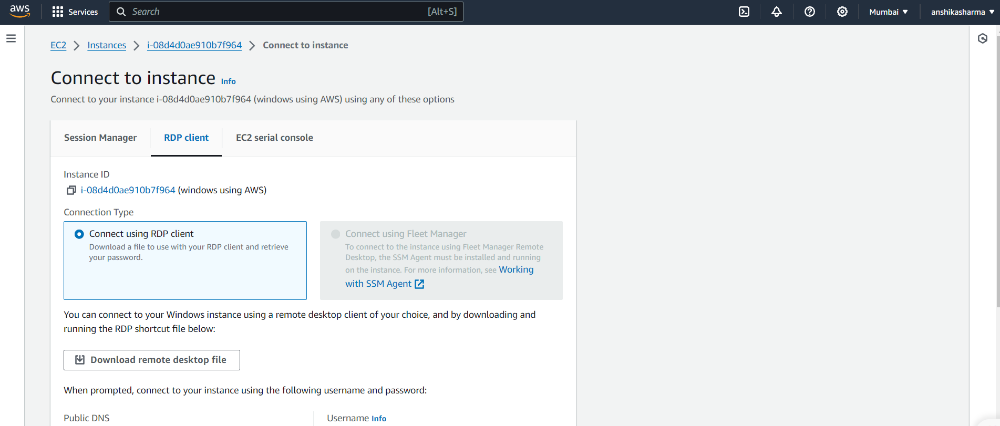 aws Services Search [Alt+S] Mumbai anshikasharma
EC2 Instances i-08d4d0ae910b7f964 Connect to instance
Connect to instance Info
Connect to your instance i-08d4d0ae910b7f964 (windows using AWS) using any of these options
Session Manager RDP client EC2 serial console
Instance ID
i-08d4d0ae910b7f964 (windows using AWS)
Connection Type
Connect using RDP client
Download a file to use with your RDP client and retrieve
your password.
Connect using Fleet Manager
To connect to the instance using Fleet Manager Remote
Desktop, the SSM Agent must be installed and running
on the instance. For more information, see Working
with SSM Agent
You can connect to your Windows instance using a remote desktop client of your choice, and by downloading and
running the RDP shortcut file below:
Download remote desktop file
When prompted, connect to your instance using the following username and password:
Public DNS
Username Info